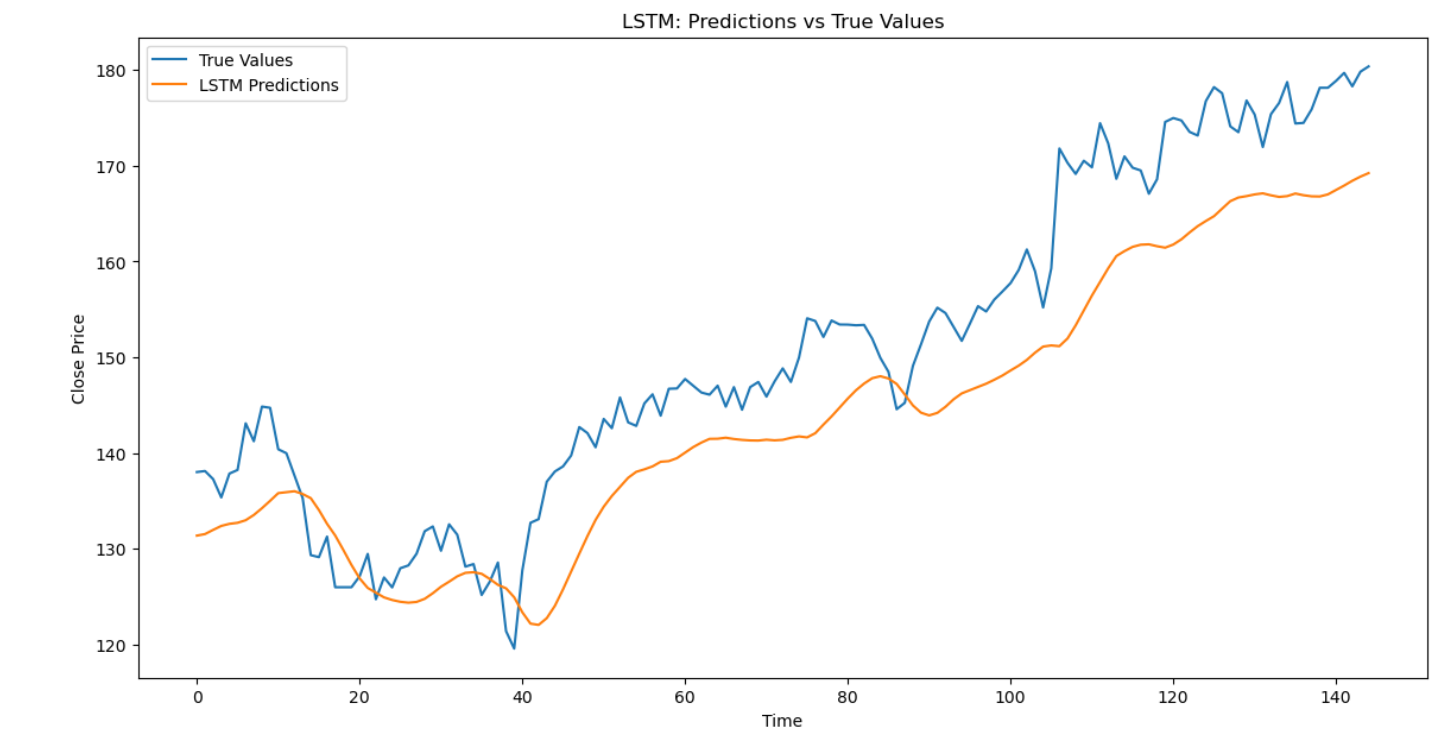 LSTM: Predictions vs True Values
True Values
LSTM Predictions
Close Price
180
170
160
150
140
130
120
0 20 40 60 80 100 120 140
Time